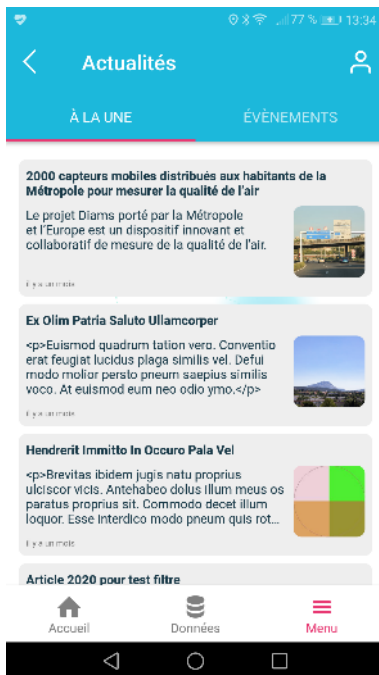 77 % 13:34
Actualités
À LA UNE
ÉVÈNEMENTS
2000 capteurs mobiles distribués aux habitants de la
Métropole pour mesurer la qualité de l'air
Le projet Diams porté par la Métropole
et l'Europe est un dispositif innovant et
collaboratif de mesure de la qualité de l'air.
il y a un mois
Ex Olim Patria Saluto Ullamcorper
<p>Euismod quadrum tation vero. Conventio
erat feugiat lucidus plaga similis vel. Defui
modo molior persto pneum saepius similis
voco. At euismod eum neo odio ymo.</p>
il y a un mois
Hendrerit Immitto In Occuro Pala Vel
<p>Brevitas ibidem jugis natu proprius
ulciscor vicis. Antehabeo dolus illum meus os
paratus proprius sit. Commodo decet illum
loquor. Esse interdico modo pneum quis rot...
il y a un mois
Article 2020 pour test filtre
Accueil
Données
Menu